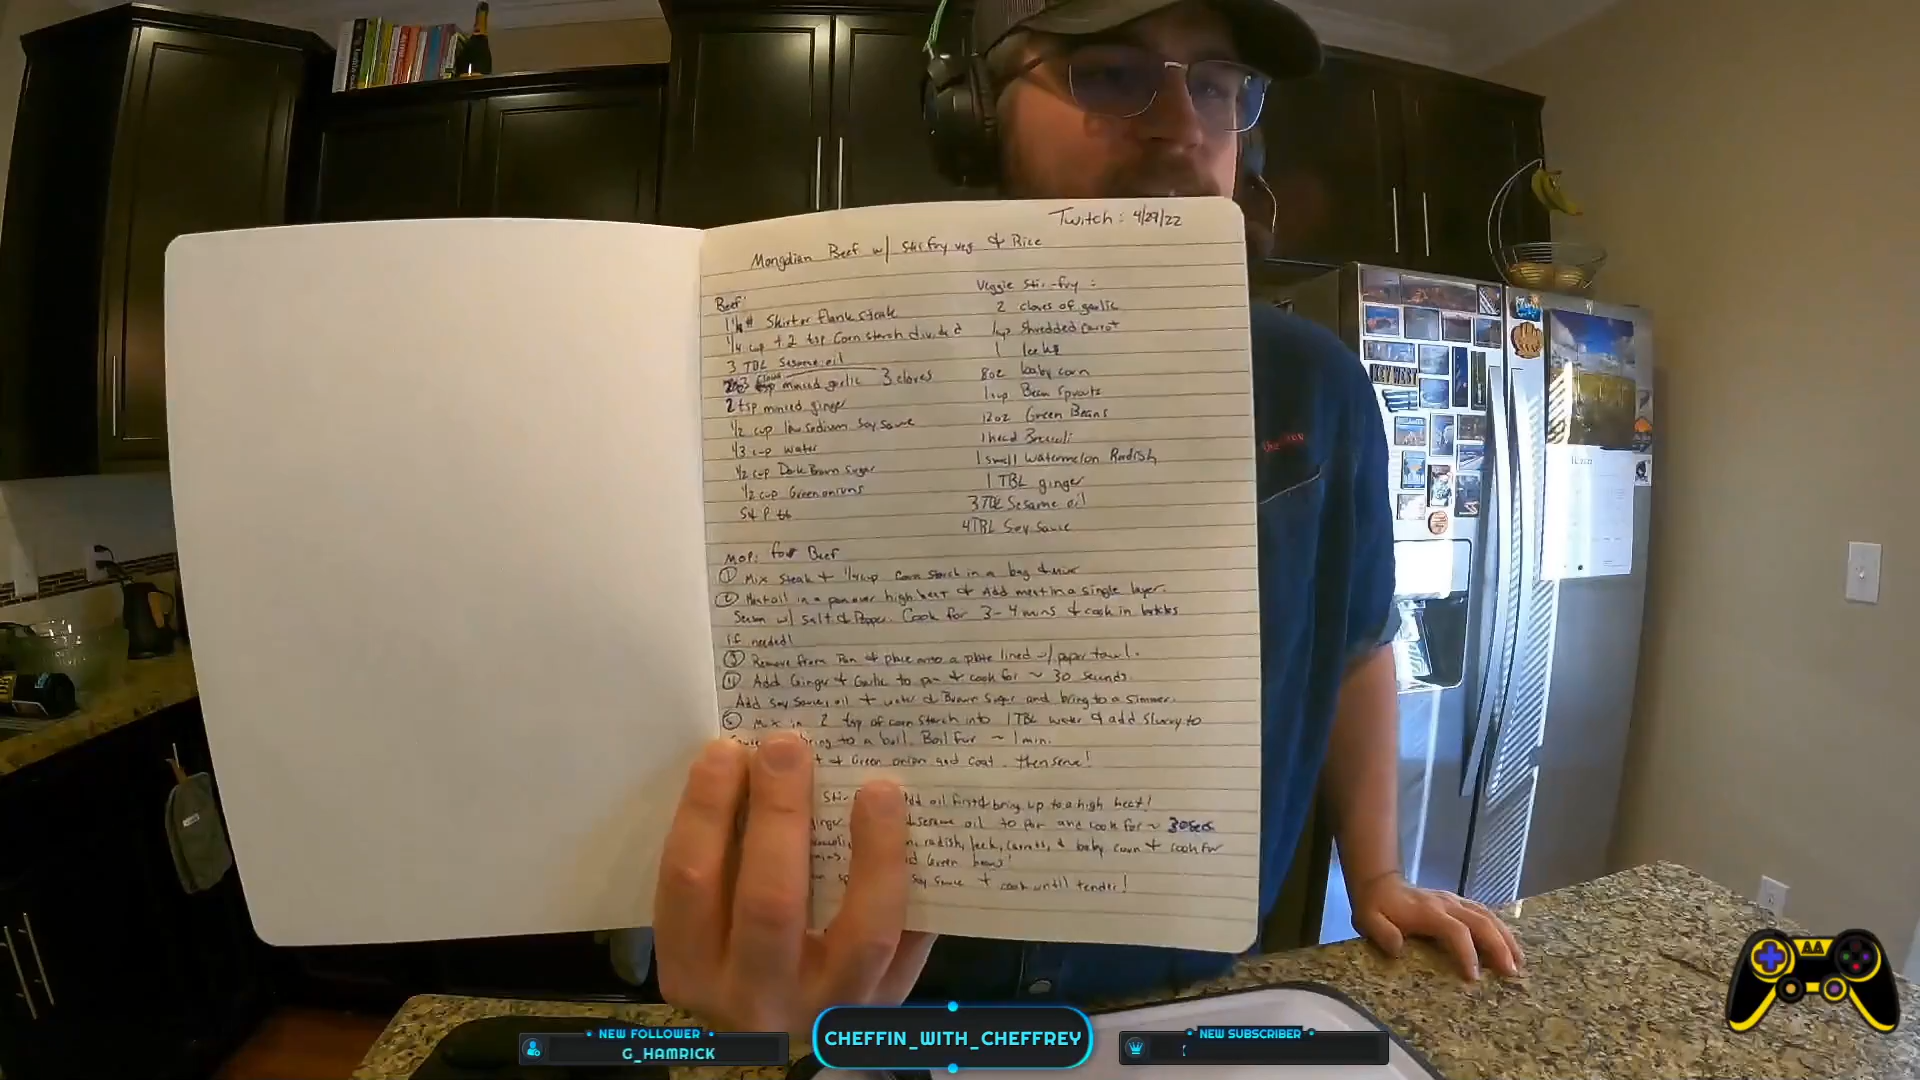 Twitch: 4/29/22
Mongolian Beef w/ Stir fry veg & Rice
Beef:
Skirt or flank steak
1/4 cup + 2 tsp Corn starch divided
3 TBL Sesame oil
minced garlic 3 cloves
2 tsp minced ginger
1/2 cup low sodium soy sauce
1/3 cup water
1/2 cup Dark Brown Sugar
1/2 cup Green onions
S & P
Veggie Stir-fry:
2 cloves of garlic
1 cup shredded carrot
1 leek
8oz baby corn
1 cup Bean Sprouts
12oz Green Beans
1 head Broccoli
1 small Watermelon Radish
1 TBL ginger
3 TBL Sesame oil
4 TBL Soy Sauce
MOP: for Beef
① Mix Steak + 1/4 cup Corn Starch in a bag & Mix
② Heat oil in a pan over high heat & Add meat in a single layer.
Season w/ Salt & Pepper. Cook for 3-4 mins & cook in batches
if needed!
③ Remove from Pan & place onto a plate lined w/ paper towl.
④ Add Ginger & Garlic to pan & cook for ~ 30 seconds.
Add soy sauce, oil + water & Brown Sugar and bring to a simmer.
⑤ Mix in 2 tsp of corn starch into 1 TBL water & add slurry to
bring to a boil. Boil for ~ 1 min.
& Green onion and coat. then serve!
Add oil first & bring up to a high heat!
sesame oil to pan and cook for ~ 30 secs
radish, leek, carrots, & baby corn & cook for
Green beans!
soy sauce & cook until tender!
KEY WEST
NEW FOLLOWER
G_HAMRICK
CHEFFIN_WITH_CHEFFREY
NEW SUBSCRIBER